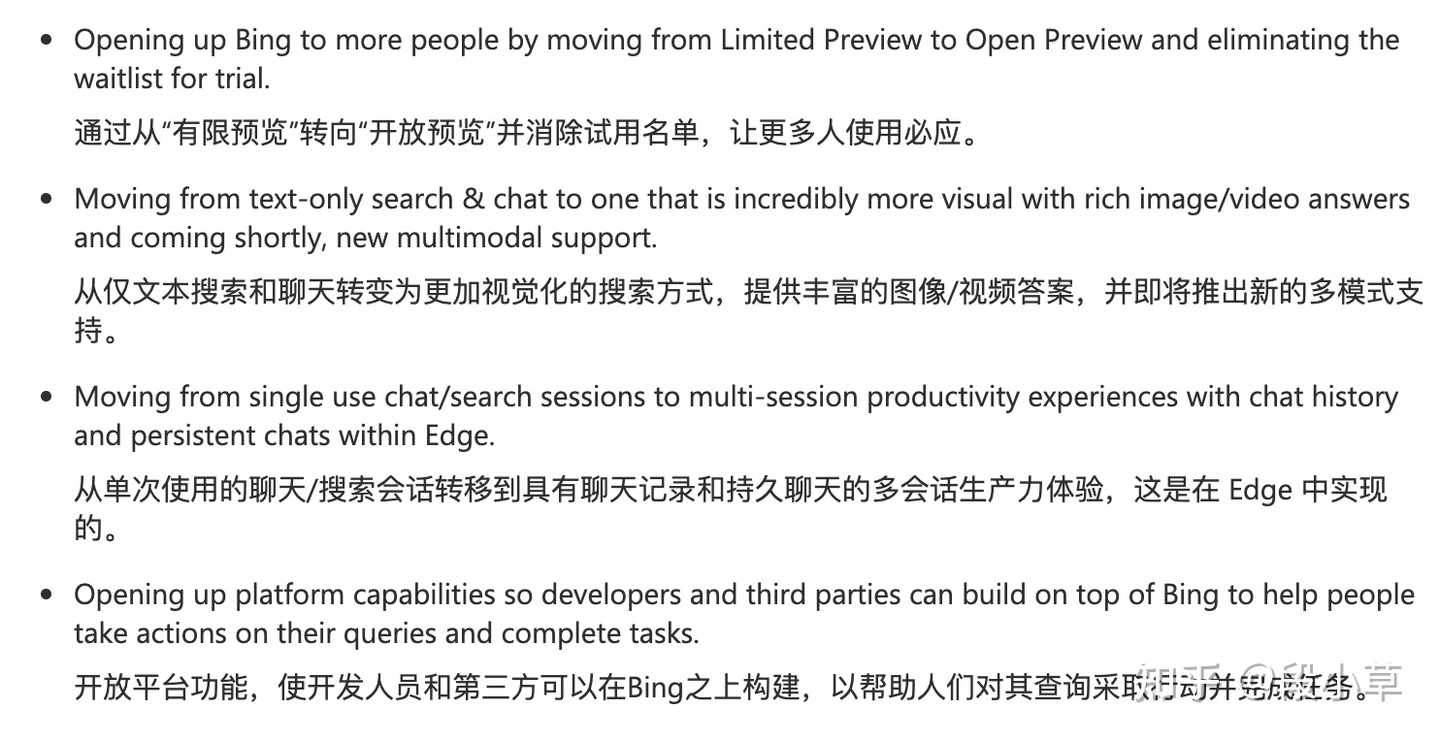 • Opening up Bing to more people by moving from Limited Preview to Open Preview and eliminating the
waitlist for trial.
通过从“有限预览”转向“开放预览”并消除试用名单，让更多人使用必应。
• Moving from text-only search & chat to one that is incredibly more visual with rich image/video answers
and coming shortly, new multimodal support.
从仅文本搜索和聊天转变为更加视觉化的搜索方式，提供丰富的图像/视频答案，并即将推出新的多模式支
持。
• Moving from single use chat/search sessions to multi-session productivity experiences with chat history
and persistent chats within Edge.
从单次使用的聊天/搜索会话转移到具有聊天记录和持久聊天的多会话生产力体验，这是在 Edge 中实现
的。
• Opening up platform capabilities so developers and third parties can build on top of Bing to help people
take actions on their queries and complete tasks.
开放平台功能，使开发人员和第三方可以在Bing之上构建，以帮助人们对其查询采取行动并完成任务。
知乎 @段小草